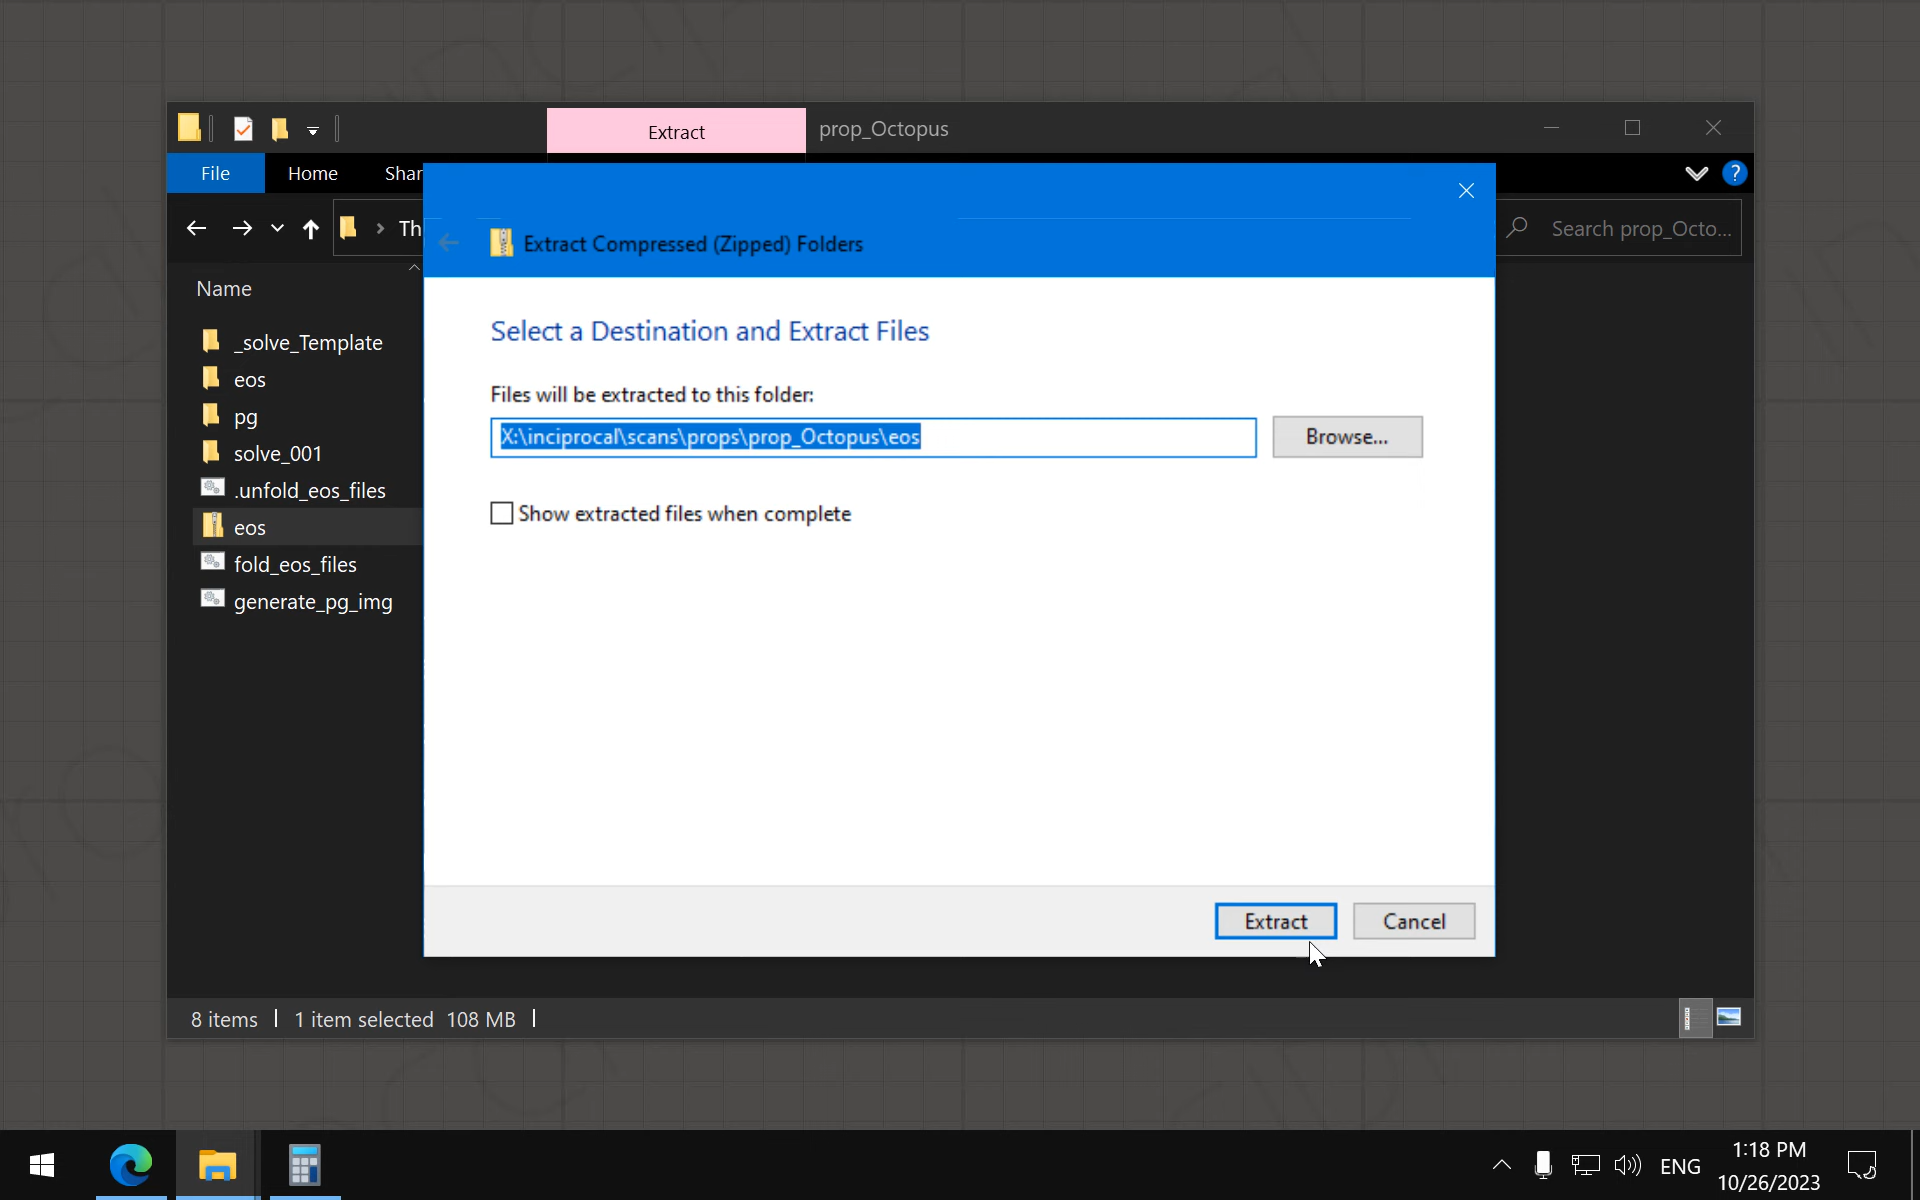 Extract
prop_Octopus
File
Home
Shar
?
Th
Search prop_Octo...
Extract Compressed (Zipped) Folders
Name
Select a Destination and Extract Files
_solve_Template
eos
Files will be extracted to this folder:
pg
X:\inciprocal\scans\props\prop_Octopus\eos
Browse...
solve_001
.unfold_eos_files
Show extracted files when complete
eos
fold_eos_files
generate_pg_img
Extract
Cancel
8 items
1 item selected 108 MB
1:18 PM
ENG
10/26/2023